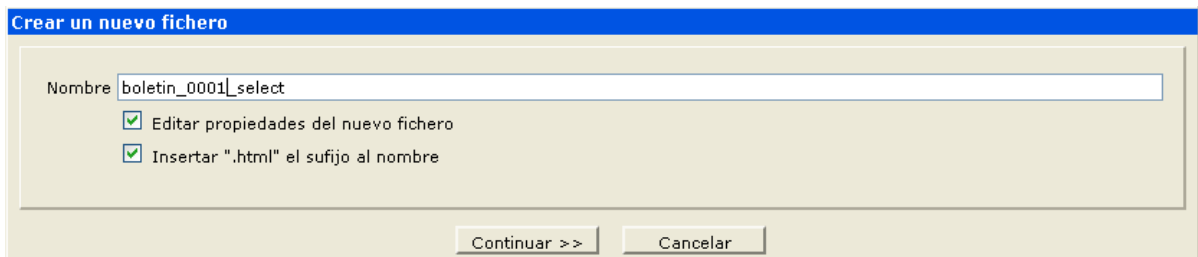 Crear un nuevo fichero
Nombre boletin_0001_select
Editar propiedades del nuevo fichero
Insertar ".html" el sufijo al nombre
Continuar >> Cancelar